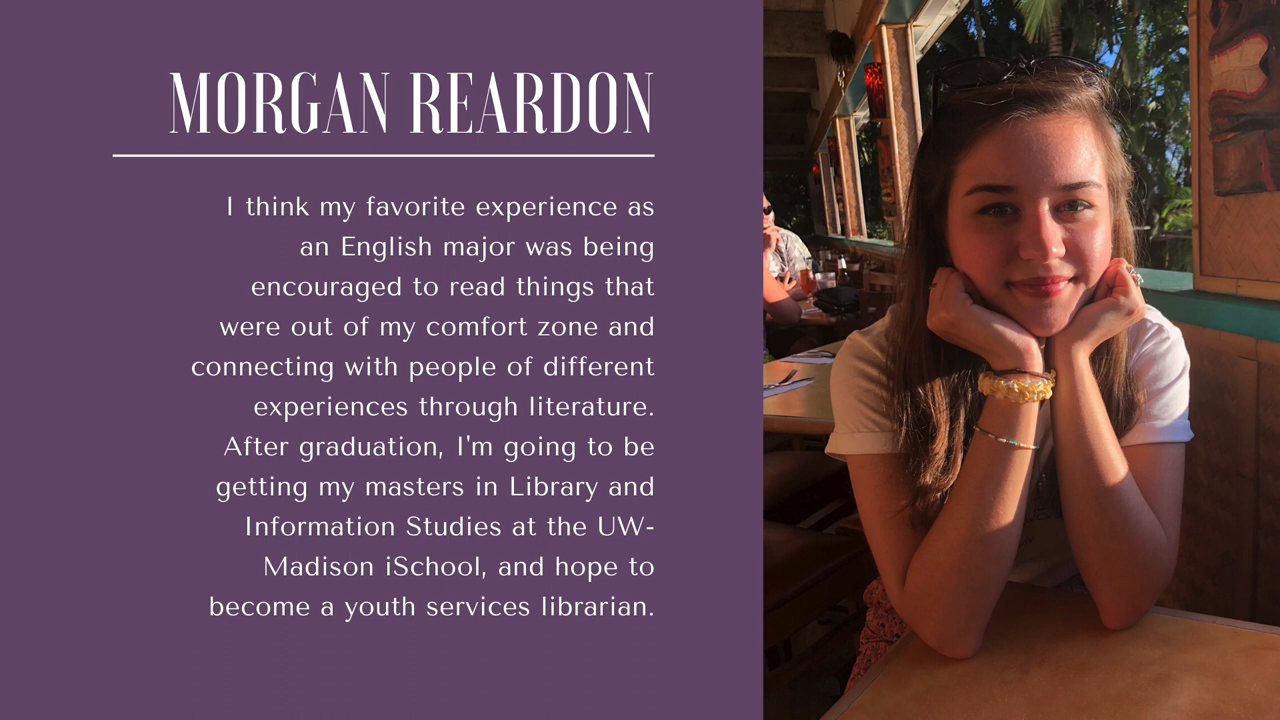 MORGAN REARDON
I think my favorite experience as
an English major was being
encouraged to read things that
were out of my comfort zone and
connecting with people of different
experiences through literature.
After graduation, I'm going to be
getting my masters in Library and
Information Studies at the UW-
Madison iSchool, and hope to
become a youth services librarian.